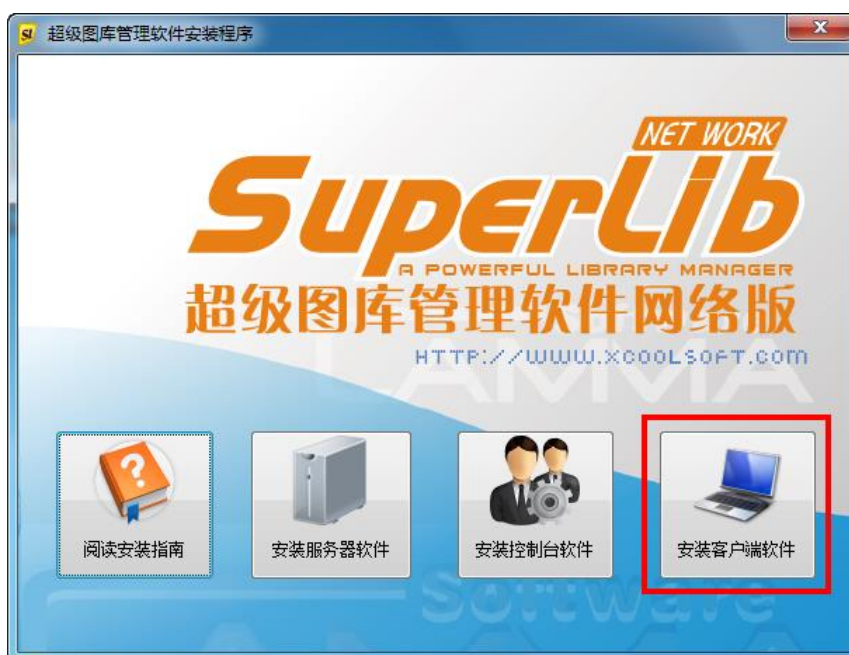 SL 超级图库管理软件安装程序
NET WORK
SuperLib
A POWERFUL LIBRARY MANAGER
超级图库管理软件网络版
HTTP://WWW.XCOOLSOFT.COM
LAMMA
阅读安装指南
安装服务器软件
安装控制台软件
安装客户端软件
Software